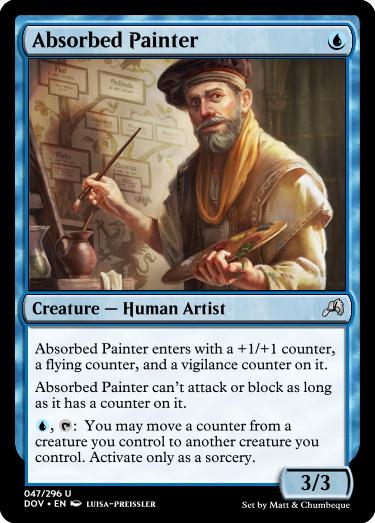 Absorbed Painter
Creature — Human Artist
Absorbed Painter enters with a +1/+1 counter,
a flying counter, and a vigilance counter on it.
Absorbed Painter can't attack or block as long
as it has a counter on it.
, : You may move a counter from a
creature you control to another creature you
control. Activate only as a sorcery.
3/3
047/296 U
DOV • EN LUISA-PREISSLER
Set by Matt & Chumbeque